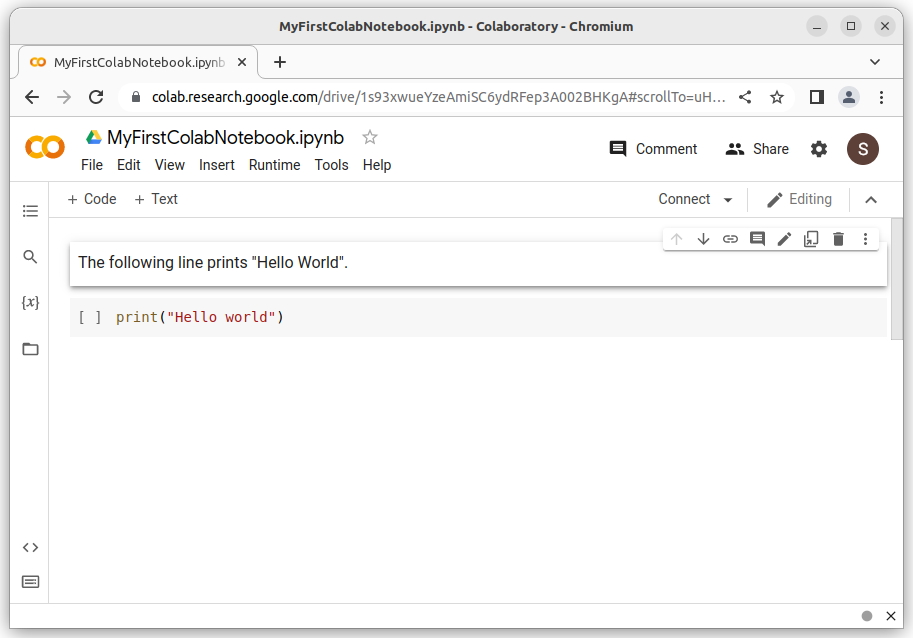 MyFirstColabNotebook.ipynb - Colaboratory - Chromium
MyFirstColabNotebook.ipynb
colab.research.google.com/drive/1s93xwueYzeAmiSC6ydRFep3A002BHKgA#scrollTo=uH...
MyFirstColabNotebook.ipynb
File Edit View Insert Runtime Tools Help
Comment Share S
+ Code + Text Connect Editing
The following line prints "Hello World".
{x}
[ ] print("Hello world")